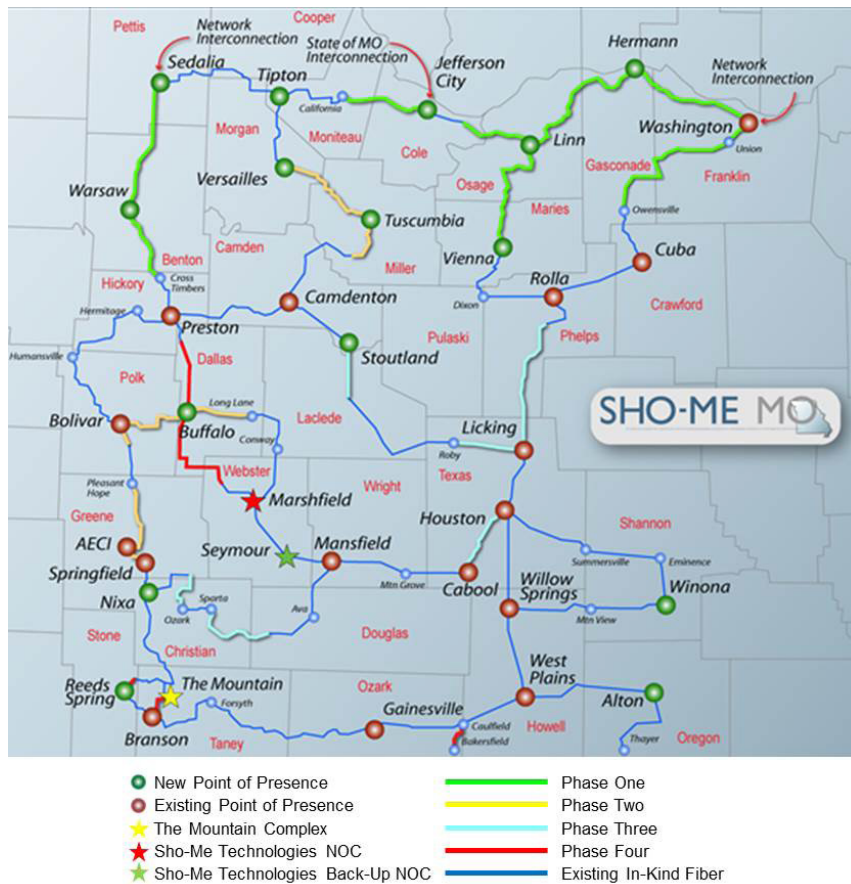 Pettis
Cooper
Network
Interconnection
State of MO
Interconnection
Hermann
Sedalia
Tipton
Jefferson
City
Network
Interconnection
California
Morgan
Moniteau
Washington
Cole
Linn
Union
Versailles
Gasconade
Franklin
Osage
Warsaw
Maries
Tuscumbia
Owensville
Benton
Camden
Vienna
Cuba
Miller
Hickory
Cross
Timbers
Rolla
Hermitage
Camdenton
Dixon
Crawford
Preston
Pulaski
Phelps
Humansville
Dallas
Stoutland
Polk
SHO-ME MO
Long Lane
Laclede
Bolivar
Buffalo
Licking
Conway
Roby
Webster
Texas
Pleasant
Hope
Wright
Marshfield
Greene
Houston
Shannon
AECI
Seymour
Mansfield
Summersville
Eminence
Springfield
Mtn Grove
Cabool
Willow
Springs
Winona
Nixa
Sparta
Ozark
Ava
Mtn View
Stone
Douglas
Christian
West
Plains
Reeds
Spring
The Mountain
Ozark
Alton
Forsyth
Gainesville
Branson
Caulfield
Howell
Taney
Bakersfield
Thayer
Oregon
New Point of Presence
Phase One
Existing Point of Presence
Phase Two
The Mountain Complex
Phase Three
Sho-Me Technologies NOC
Phase Four
Sho-Me Technologies Back-Up NOC
Existing In-Kind Fiber